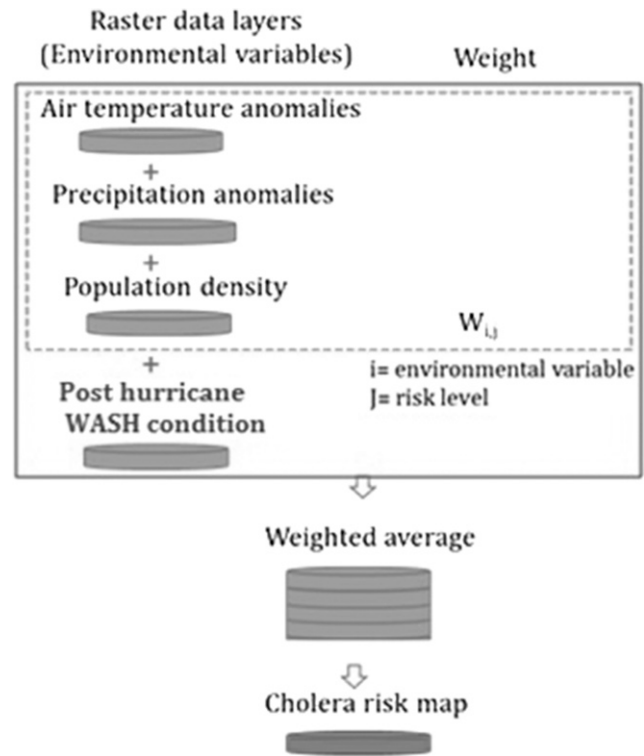 Raster data layers
(Environmental variables)
Weight
Air temperature anomalies
+
Precipitation anomalies
+
Population density
W i,j
+
i= environmental variable
J= risk level
Post hurricane
WASH condition
Weighted average
Cholera risk map